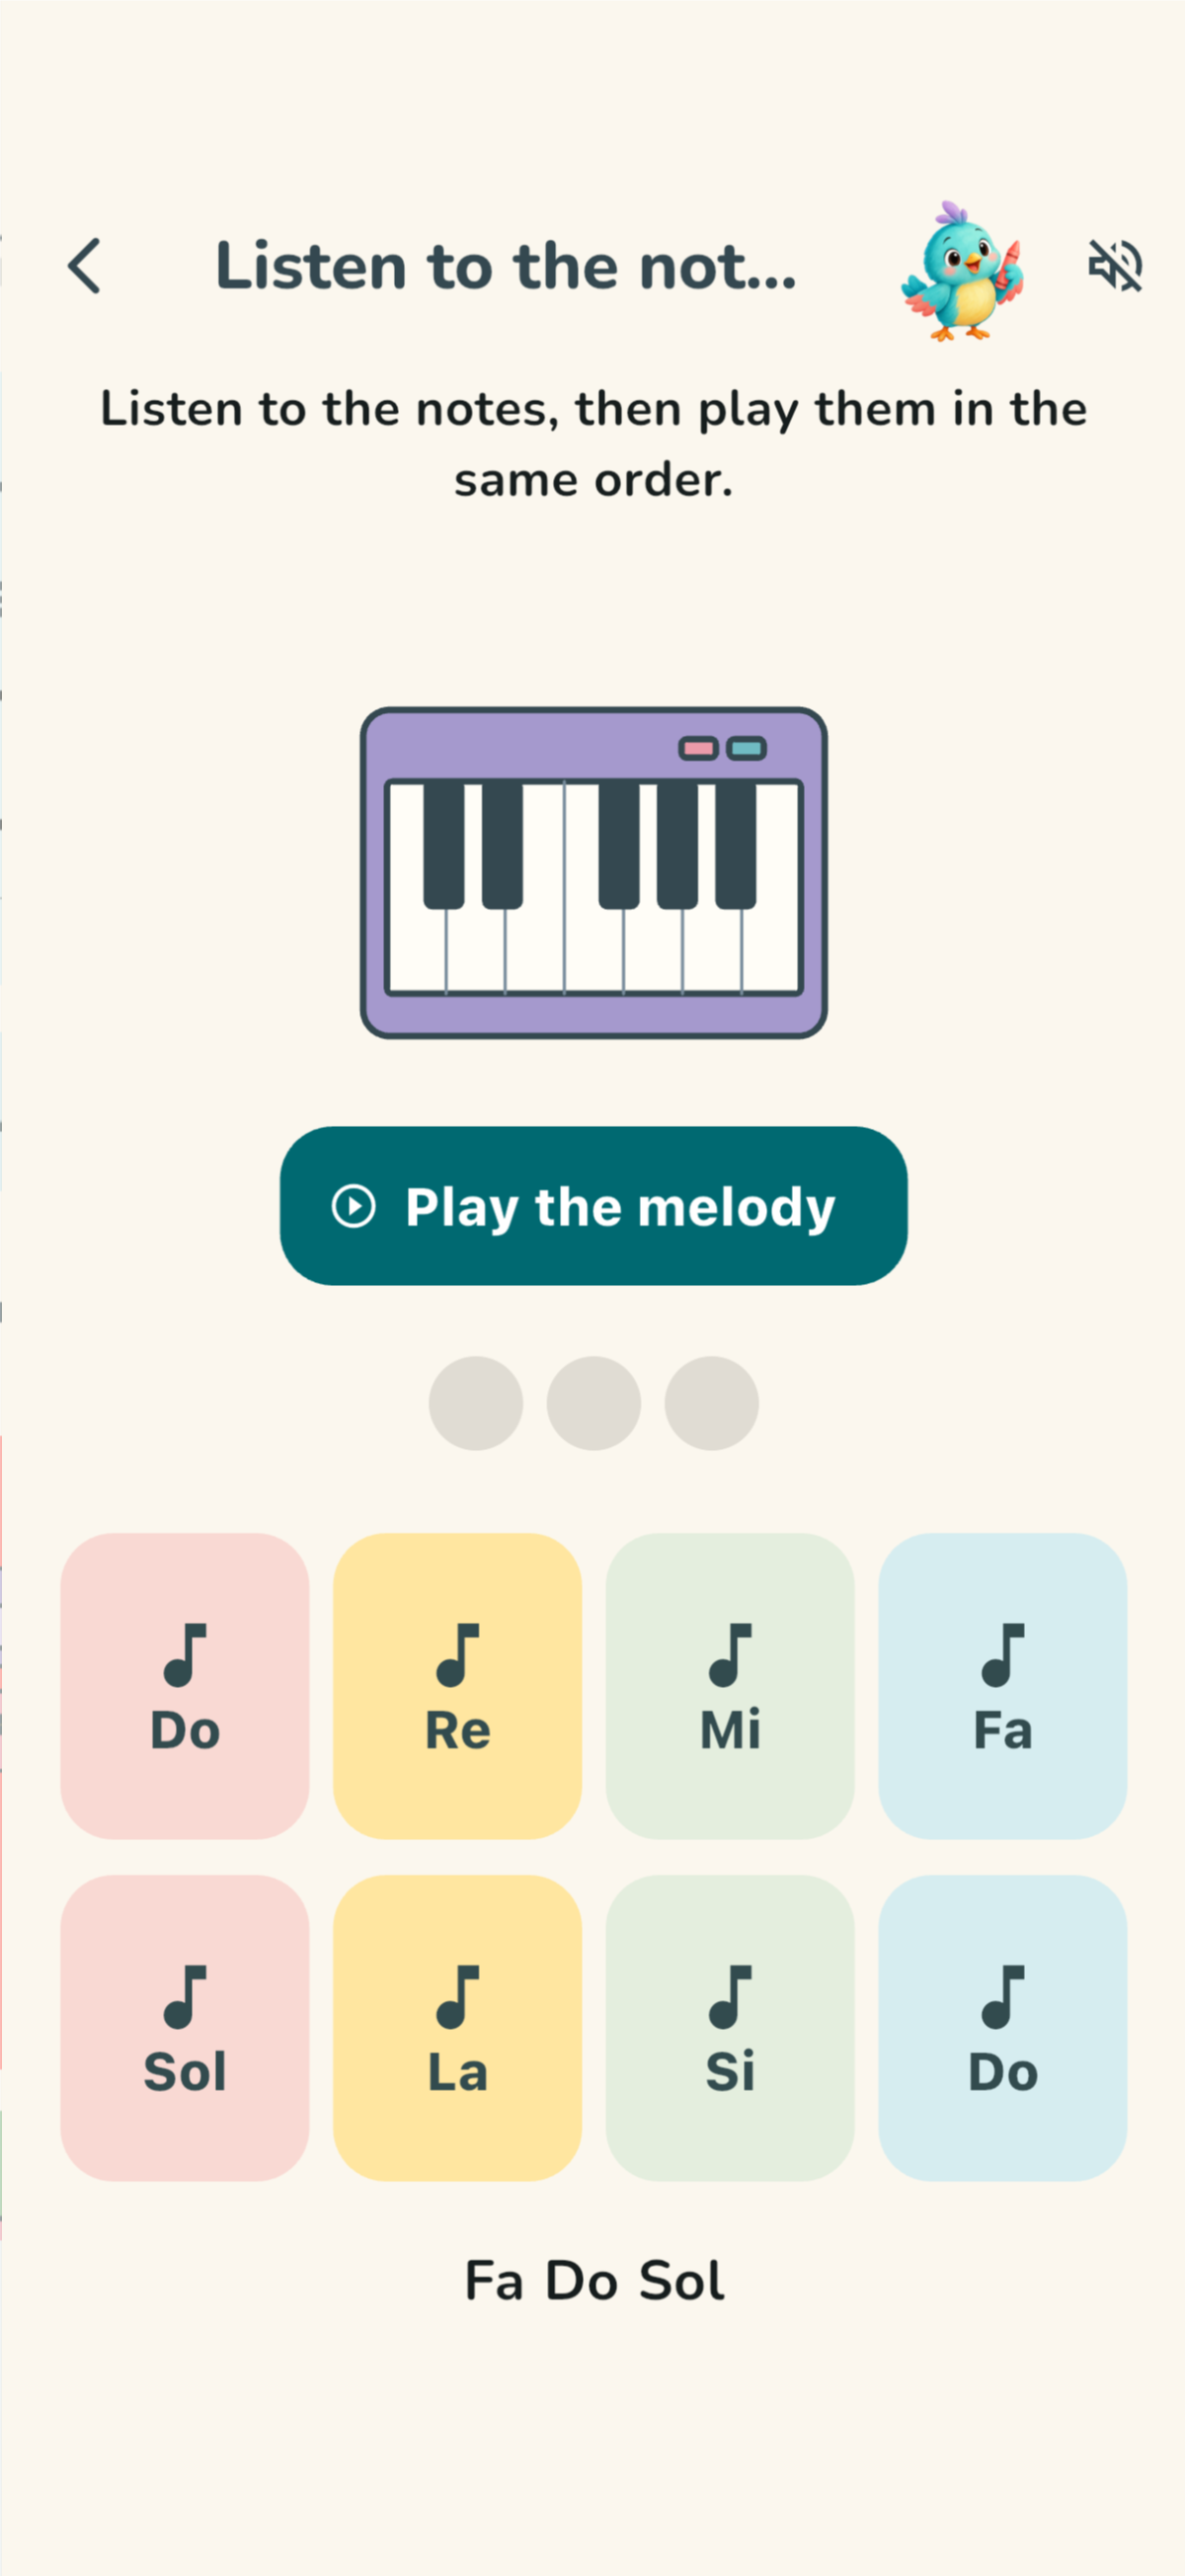 Listen to the not...
Listen to the notes, then play them in the
same order.
Play the melody
Do Re Mi Fa
Sol La Si Do
Fa Do Sol